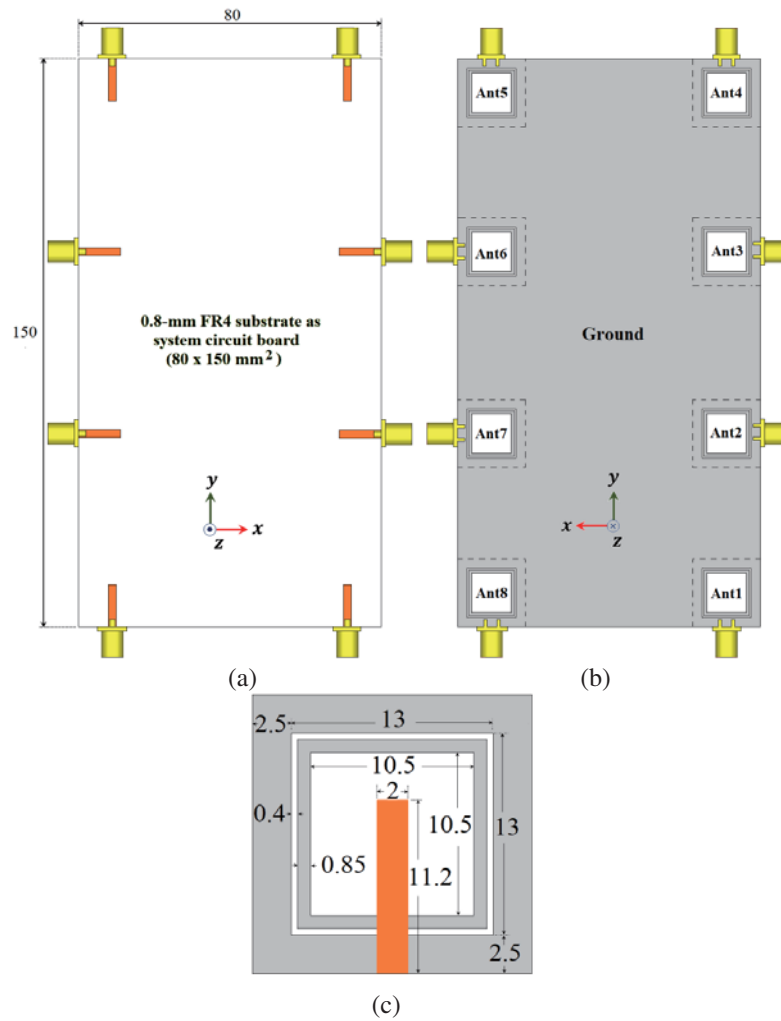 80
150
0.8-mm FR4 substrate as
system circuit board
(80 x 150 mm²)
y
x
z
(a)
Ant5
Ant4
Ant6
Ant3
Ground
Ant7
Ant2
y
x
z
Ant8
Ant1
(b)
2.5
13
10.5
2
0.4
10.5
13
0.85
11.2
2.5
(c)